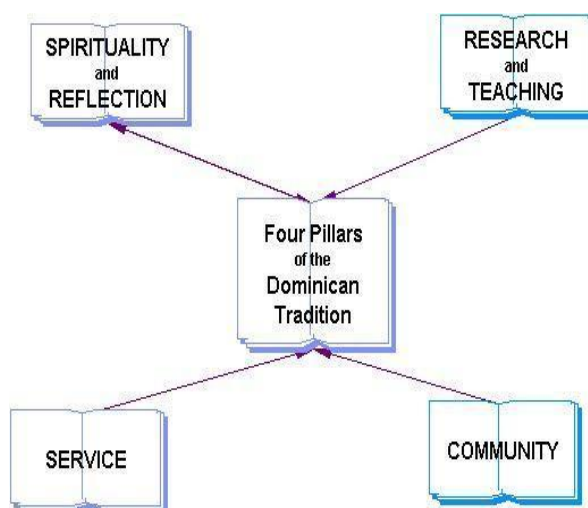 SPIRITUALITY
and
REFLECTION
RESEARCH
and
TEACHING
Four Pillars
of the
Dominican
Tradition
SERVICE
COMMUNITY